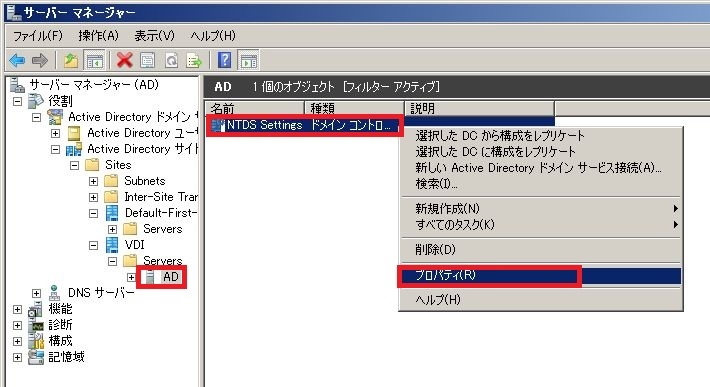 サーバー マネージャー
ファイル(F) 操作(A) 表示(V) ヘルプ(H)
サーバー マネージャー (AD)
役割
Active Directory ドメイン サ
Active Directory ユー
Active Directory サイト
Sites
Subnets
Inter-Site Tran
Default-First-
Servers
VDI
Servers
AD
DNS サーバー
機能
診断
構成
記憶域
AD 1 個のオブジェクト [フィルター アクティブ]
名前 種類 説明
NTDS Settings ドメイン コントロ...
選択した DC から構成をレプリケート
選択した DC に構成をレプリケート
新しい Active Directory ドメイン サービス接続(A)...
検索(I)...
新規作成(N)
すべてのタスク(K)
削除(D)
プロパティ(R)
ヘルプ(H)